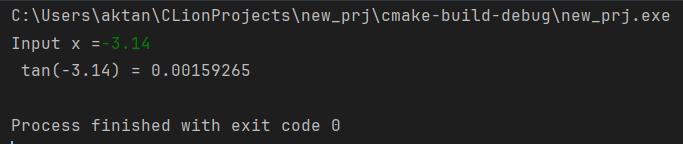 C:\Users\aktan\CLionProjects\new_prj\cmake-build-debug\new_prj.exe
Input x =-3.14
 tan(-3.14) = 0.00159265
Process finished with exit code 0